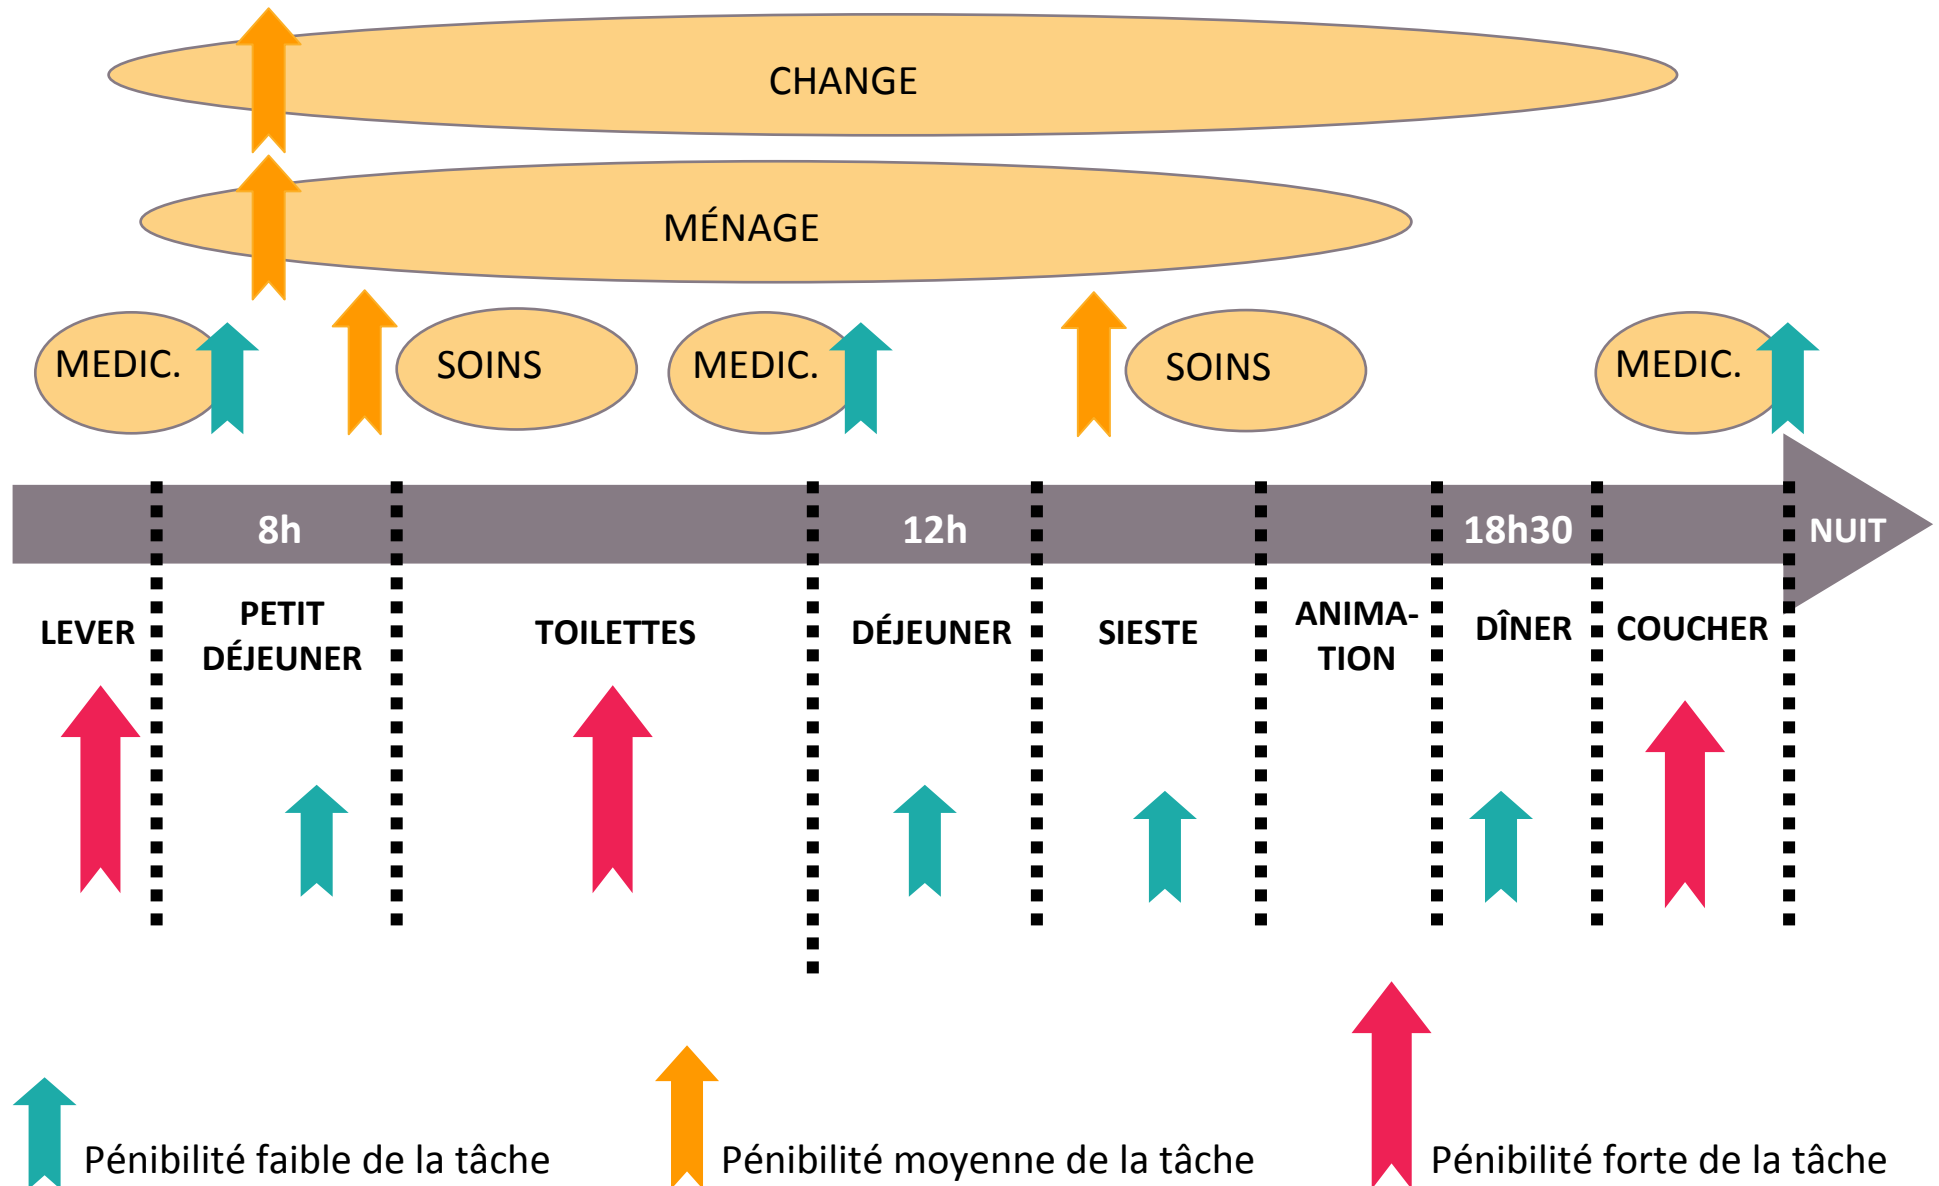 CHANGE
MÉNAGE
MEDIC.
SOINS
MEDIC.
SOINS
MEDIC.
8h
12h
18h30
NUIT
LEVER
PETIT
DÉJEUNER
TOILETTES
DÉJEUNER
SIESTE
ANIMA-
TION
DÎNER
COUCHER
Pénibilité faible de la tâche
Pénibilité moyenne de la tâche
Pénibilité forte de la tâche